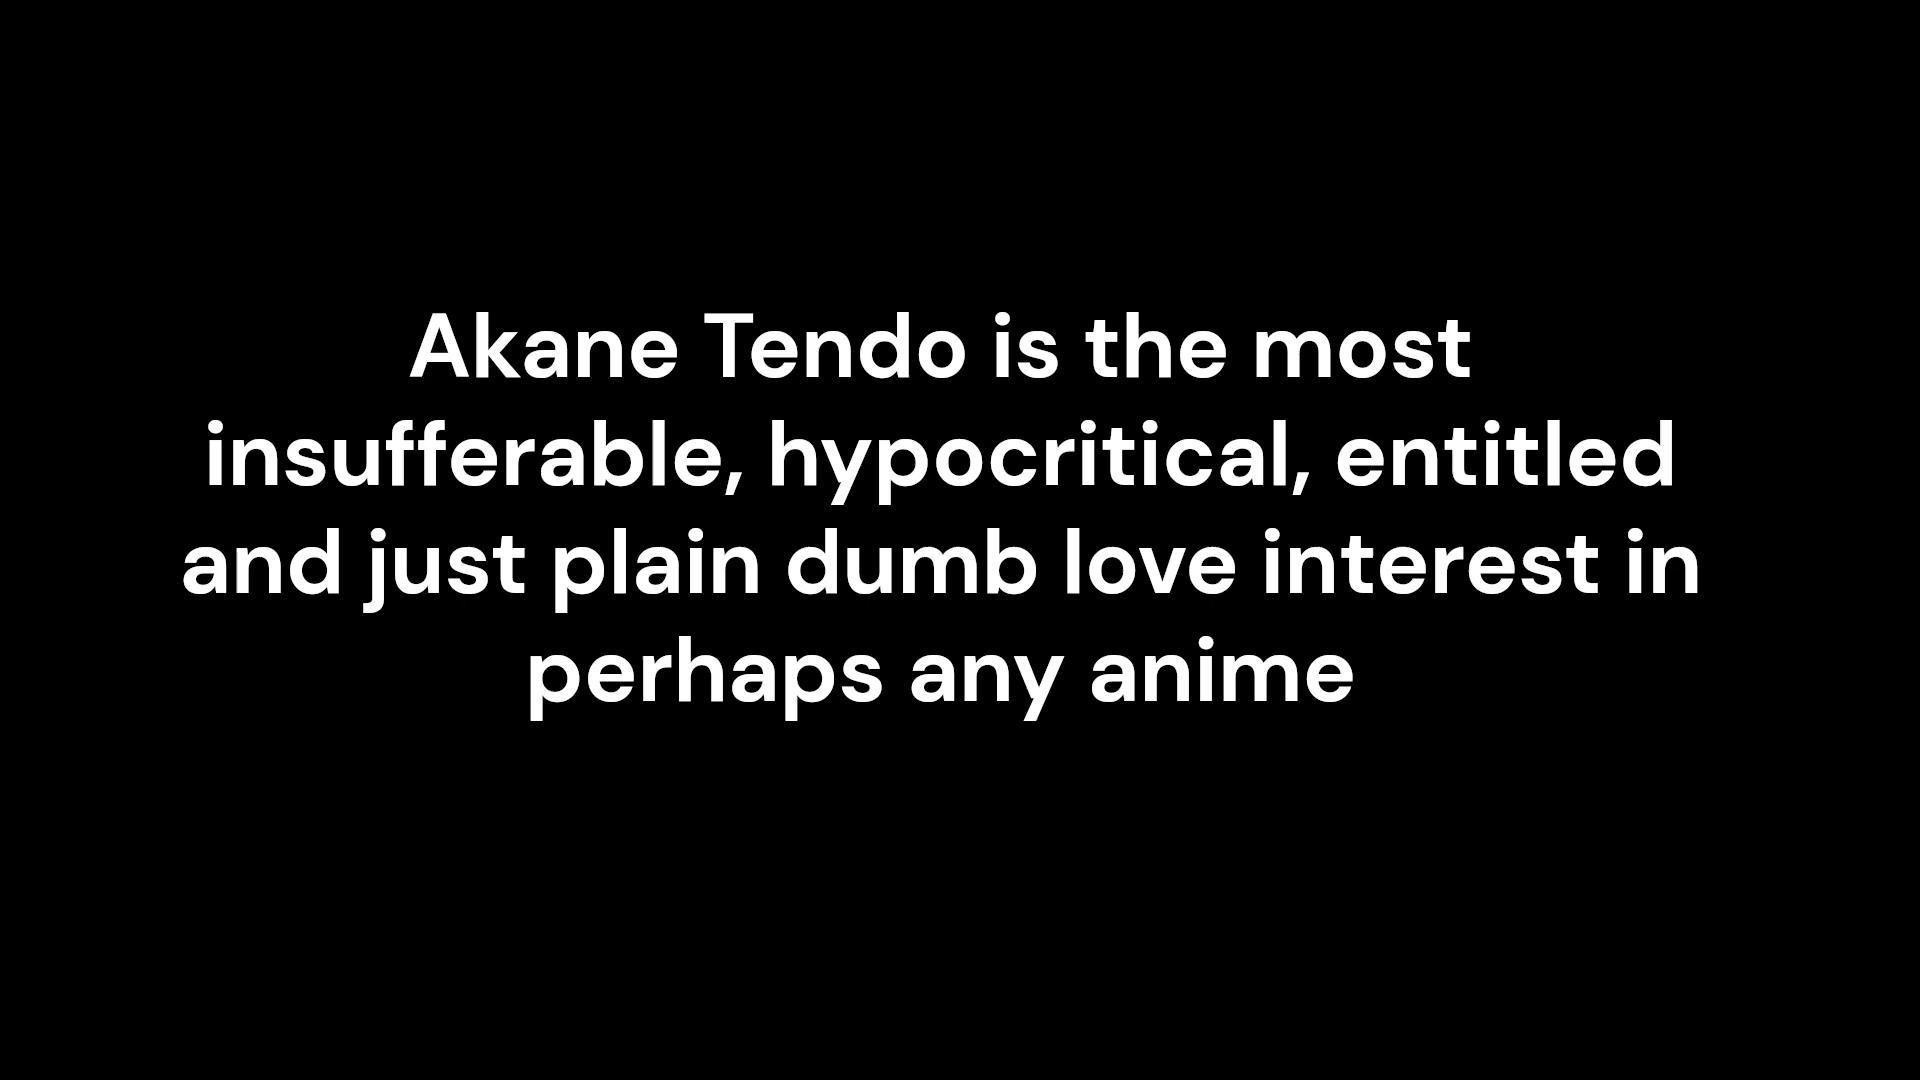 Akane Tendo is the most
insufferable, hypocritical, entitled
and just plain dumb love interest in
perhaps any anime